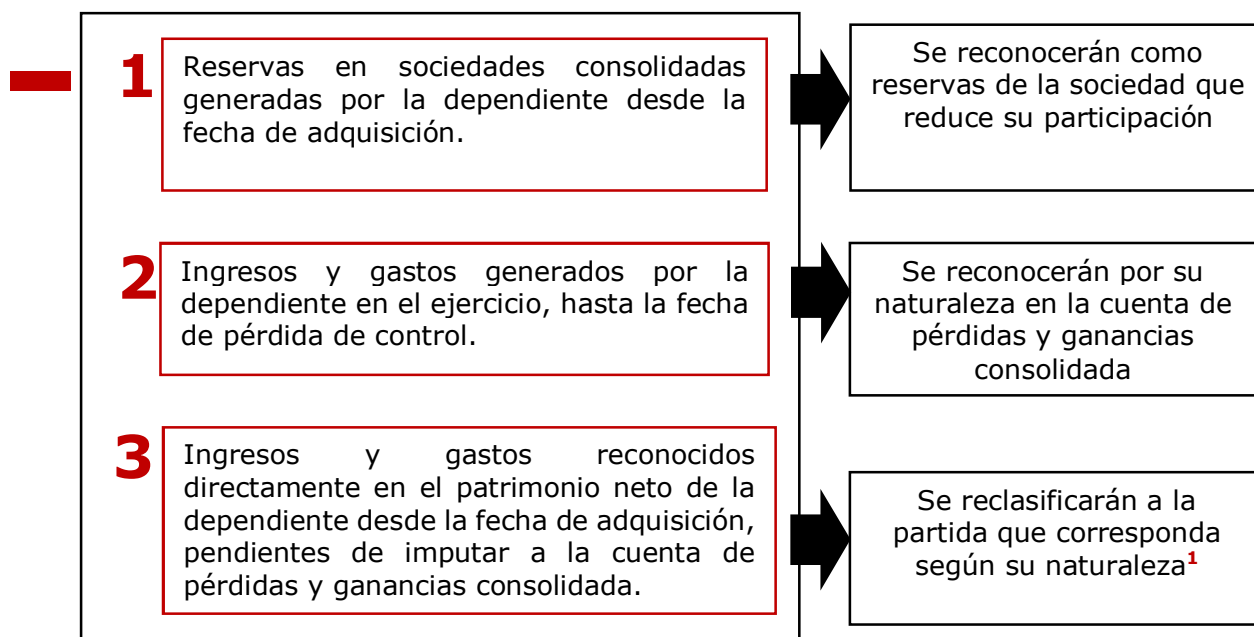 1
Reservas en sociedades consolidadas
generadas por la dependiente desde la
fecha de adquisición.
Se reconocerán como
reservas de la sociedad que
reduce su participación
2
Ingresos y gastos generados por la
dependiente en el ejercicio, hasta la fecha
de pérdida de control.
Se reconocerán por su
naturaleza en la cuenta de
pérdidas y ganancias
consolidada
3
Ingresos y gastos reconocidos
directamente en el patrimonio neto de la
dependiente desde la fecha de adquisición,
pendientes de imputar a la cuenta de
pérdidas y ganancias consolidada.
Se reclasificarán a la
partida que corresponda
según su naturaleza1